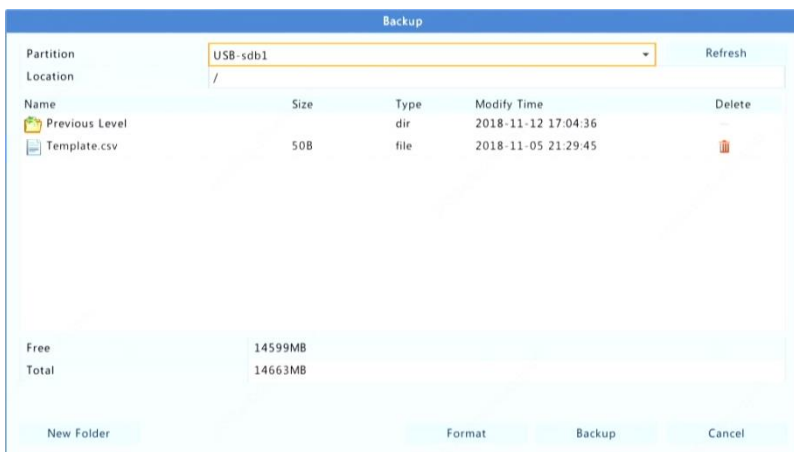 Backup
Partition USB-sdb1 Refresh
Location /
Name Size Type Modify Time Delete
Previous Level dir 2018-11-12 17:04:36 —
Template.csv 50B file 2018-11-05 21:29:45
Free 14599MB
Total 14663MB
New Folder Format Backup Cancel